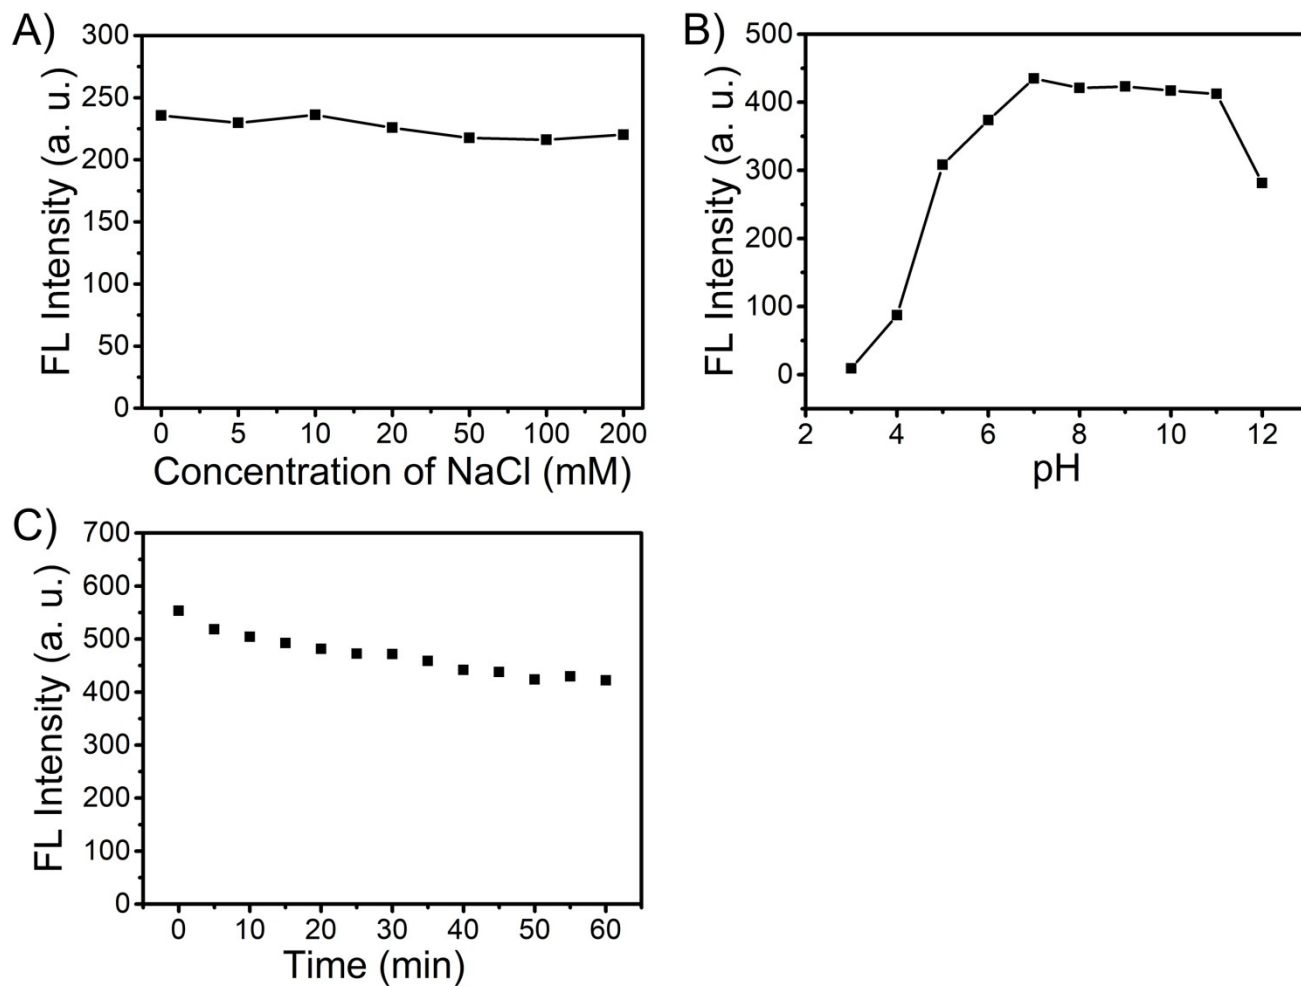 A)
FL Intensity (a. u.)
300
250
200
150
100
50
0
0 5 10 20 50 100 200
Concentration of NaCl (mM)
B)
FL Intensity (a. u.)
500
400
300
200
100
0
2 4 6 8 10 12
pH
C)
FL Intensity (a. u.)
700
600
500
400
300
200
100
0
0 10 20 30 40 50 60
Time (min)